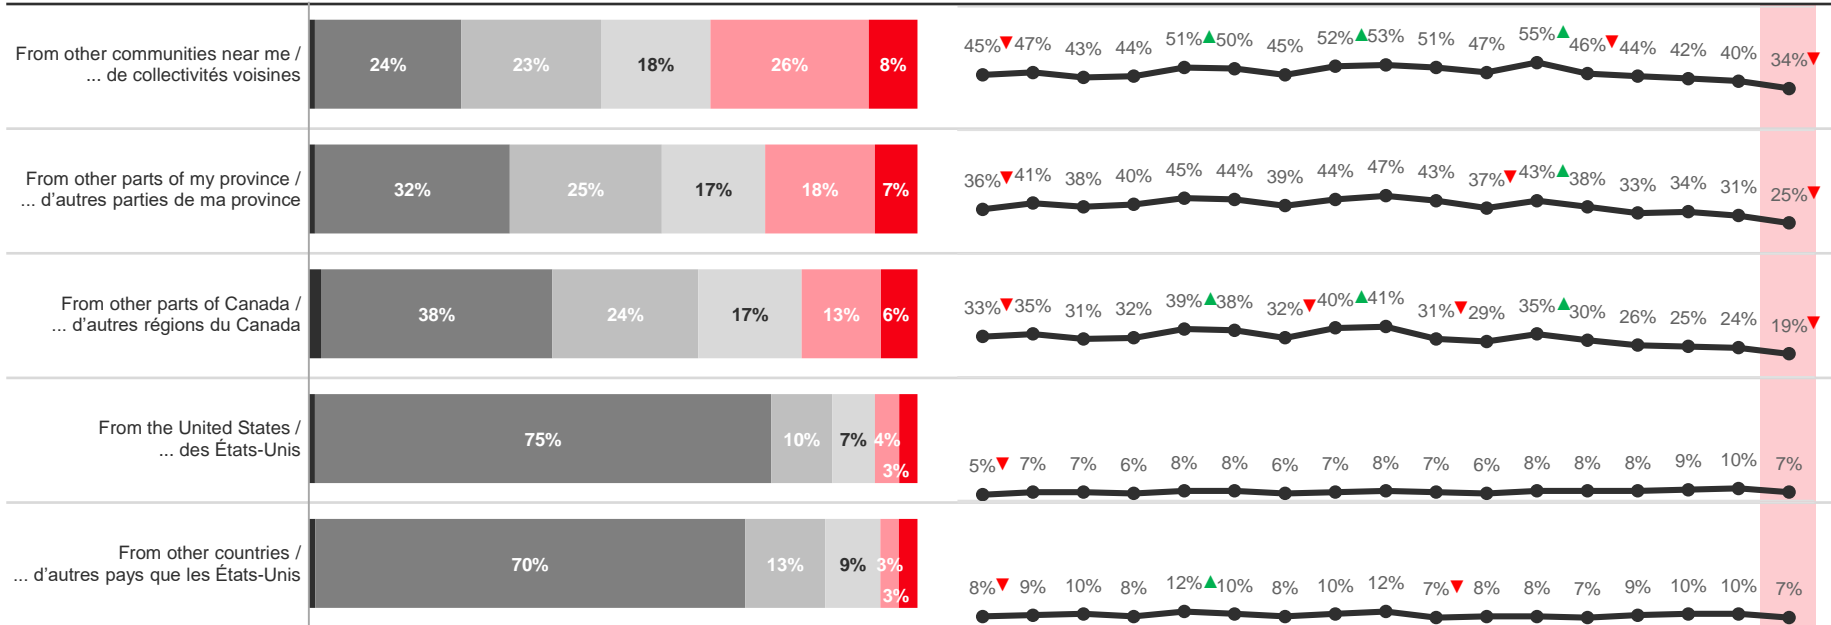 From other communities near me /
... de collectivités voisines
24% 23% 18% 26% 8%
45% 47% 43% 44% 51% 50% 45% 52% 53% 51% 47% 55% 46% 44% 42% 40% 34%
From other parts of my province /
... d'autres parties de ma province
32% 25% 17% 18% 7%
36% 41% 38% 40% 45% 44% 39% 44% 47% 43% 37% 43% 38% 33% 34% 31% 25%
From other parts of Canada /
... d'autres régions du Canada
38% 24% 17% 13% 6%
33% 35% 31% 32% 39% 38% 32% 40% 41% 31% 29% 35% 30% 26% 25% 24% 19%
From the United States /
... des États-Unis
75% 10% 7% 4%
3%
5% 7% 7% 6% 8% 8% 6% 7% 8% 7% 6% 8% 8% 8% 9% 10% 7%
From other countries /
... d'autres pays que les États-Unis
70% 13% 9% 3%
3%
8% 9% 10% 8% 12% 10% 8% 10% 12% 7% 8% 8% 7% 9% 10% 10% 7%